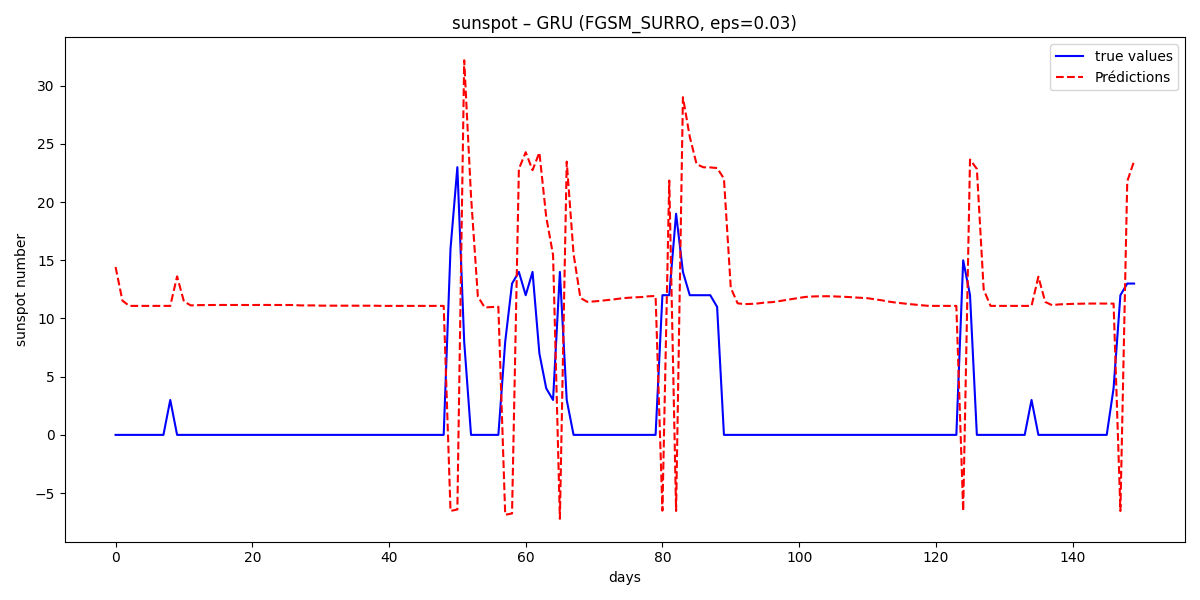 sunspot – GRU (FGSM_SURRO, eps=0.03)
true values
Prédictions
30
25
20
15
10
5
0
−5
sunspot number
0 20 40 60 80 100 120 140
days